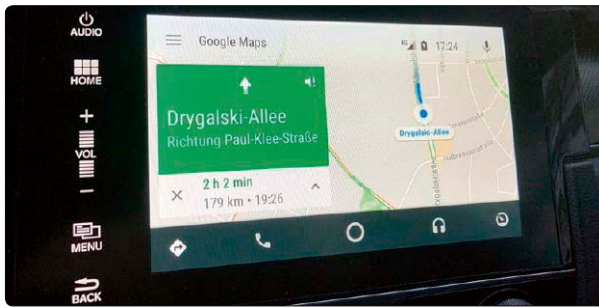 AUDIO
HOME
+
VOL
−
MENU
BACK
Google Maps
17:24
Drygalski-Allee
Richtung Paul-Klee-Straße
2 h 2 min
179 km • 19:26
Drygalski-Allee